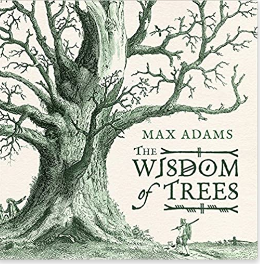 MAX ADAMS
THE
WISDOM
of TREES